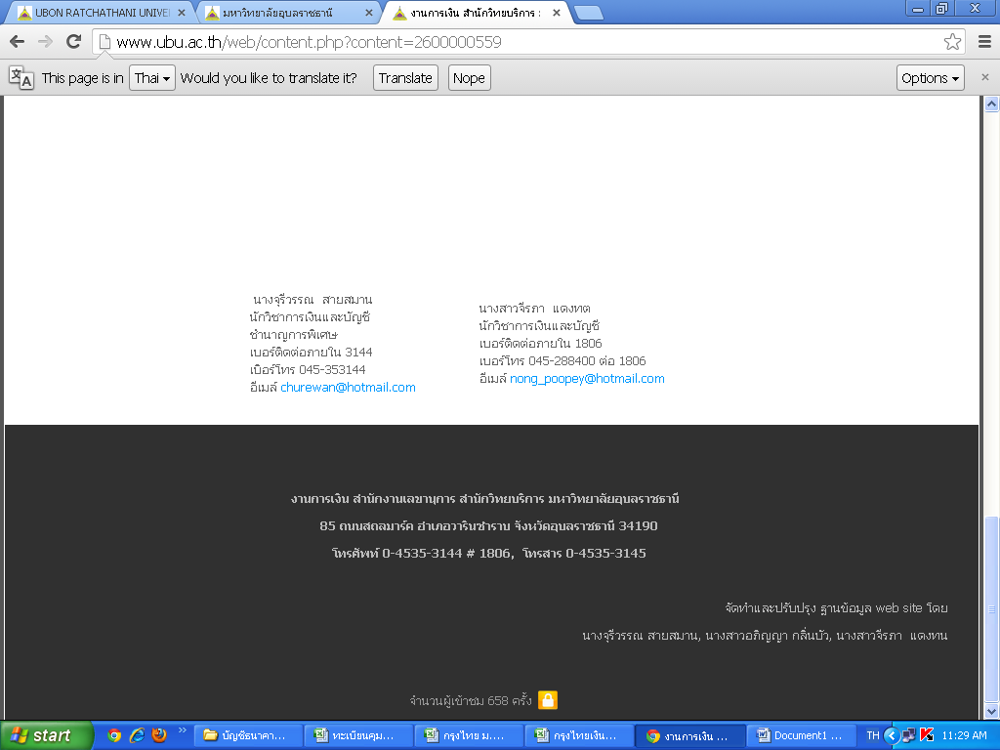 UBON RATCHATHANI UNIVE
มหาวิทยาลัยอุบลราชธานี
งานการเงิน สำนักวิทยบริการ :
www.ubu.ac.th/web/content.php?content=2600000559
This page is in Thai Would you like to translate it? Translate Nope Options
นางจุรีวรรณ สายสมาน
นักวิชาการเงินและบัญชี
ชำนาญการพิเศษ
เบอร์ติดต่อภายใน 3144
เบิอร์โทร 045-353144
อีเมล์ churewan@hotmail.com
นางสาวจีรภา แดงทต
นักวิชาการเงินและบัญชี
เบอร์ติดต่อภายใน 1806
เบอร์โทร 045-288400 ต่อ 1806
อีเมล์ nong_poopey@hotmail.com
งานการเงิน สำนักงานเลขานุการ สำนักวิทยบริการ มหาวิทยาลัยอุบลราชธานี
85 ถนนสถลมาร์ค อำเภอวารินชำราบ จังหวัดอุบลราชธานี 34190
โทรศัพท์ 0-4535-3144 # 1806, โทรสาร 0-4535-3145
จัดทำและปรับปรุง ฐานข้อมูล web site โดย
นางจุรีวรรณ สายสมาน, นางสาวอภิญญา กลิ่นบัว, นางสาวจีรภา แดงทน
จำนวนผู้เข้าชม 658 ครั้ง
start
บัญชีธนาคา...
ทะเบียนคุม...
กรุงไทย ม....
กรุงไทยเงิน...
งานการเงิน ...
Document1 ...
TH
11:29 AM